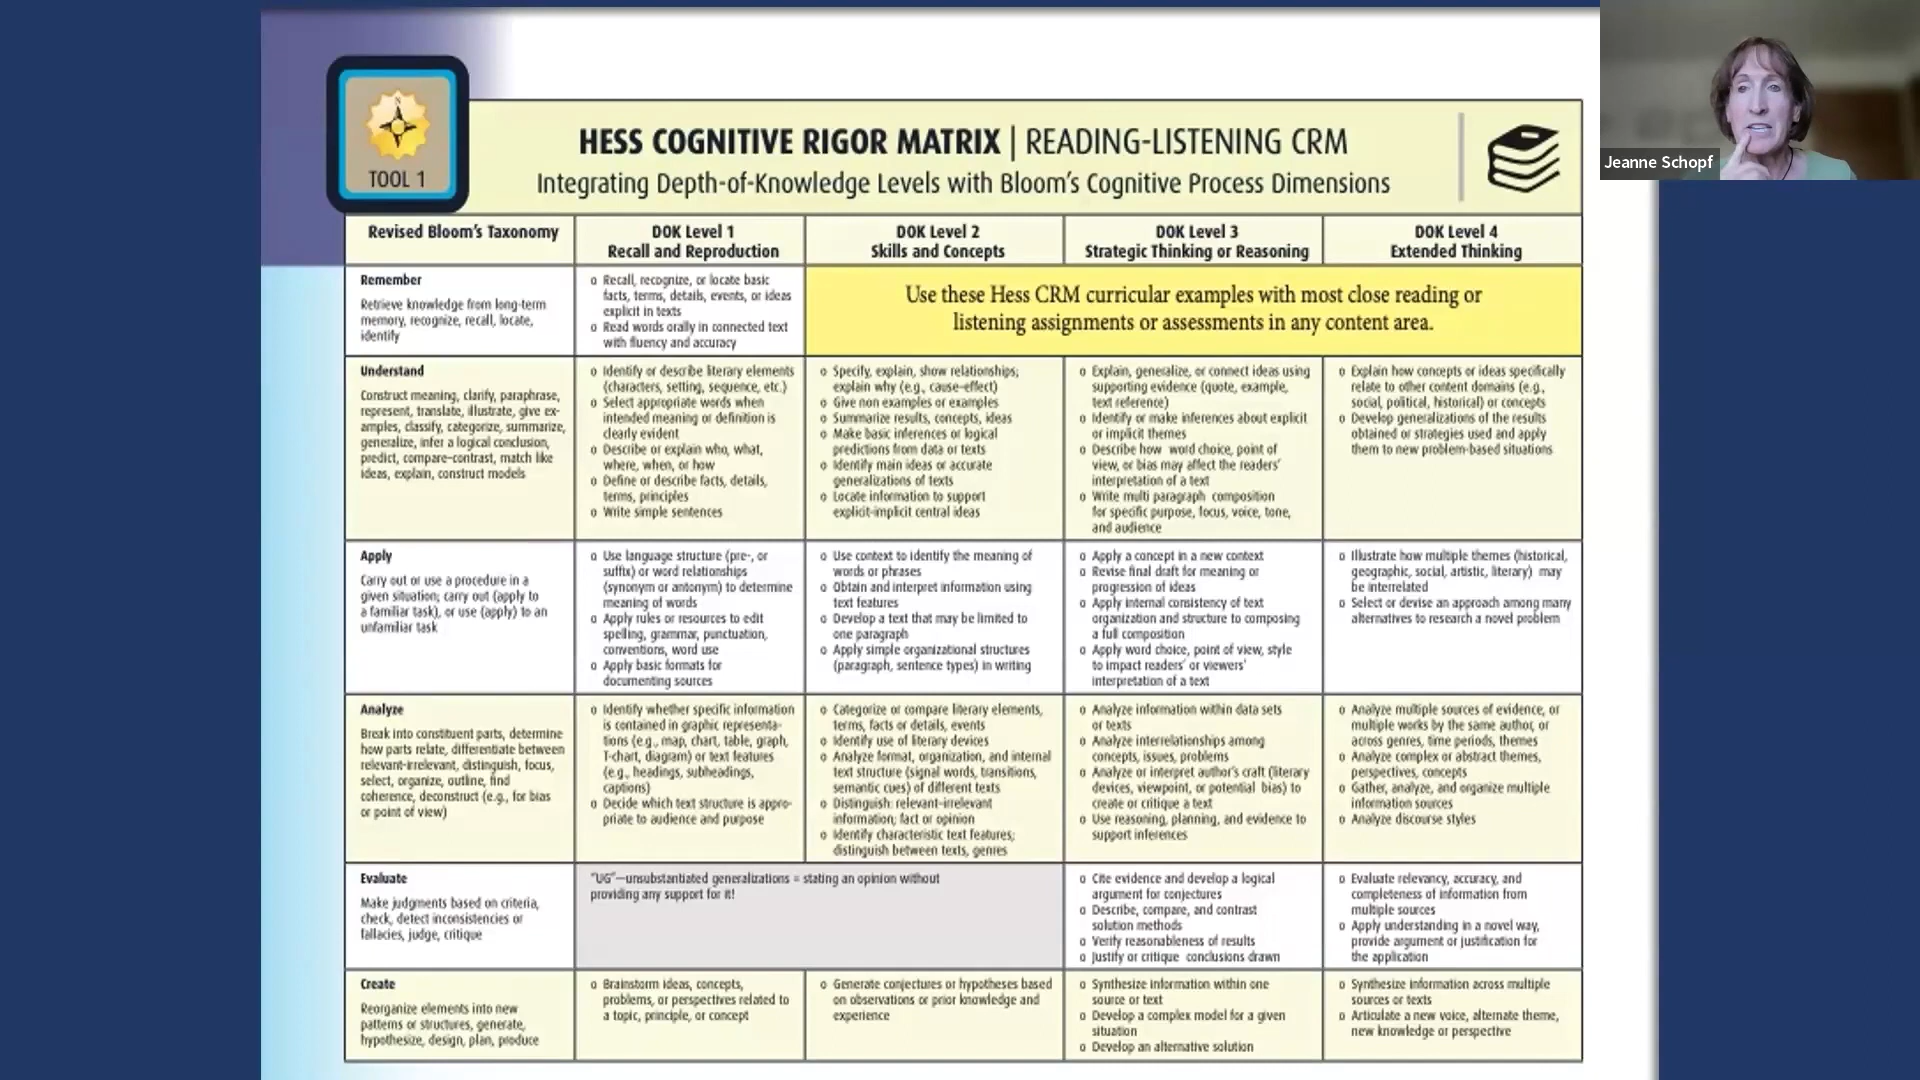 Jeanne Schopf
TOOL 1
N
HESS COGNITIVE RIGOR MATRIX | READING-LISTENING CRM
Integrating Depth-of-Knowledge Levels with Bloom's Cognitive Process Dimensions
Revised Bloom's Taxonomy
DOK Level 1
Recall and Reproduction
DOK Level 2
Skills and Concepts
DOK Level 3
Strategic Thinking or Reasoning
DOK Level 4
Extended Thinking
Remember
Retrieve knowledge from long-term
memory, recognize, recall, locate,
identify
o Recall, recognize, or locate basic
facts, terms, details, events, or ideas
explicit in texts
o Read words orally in connected text
with fluency and accuracy
Use these Hess CRM curricular examples with most close reading or
listening assignments or assessments in any content area.
Understand
Construct meaning, clarify, paraphrase,
represent, translate, illustrate, give ex-
amples, classify, categorize, summarize,
generalize, infer a logical conclusion,
predict, compare-contrast, match like
ideas, explain, construct models
o Identify or describe literary elements
(characters, setting, sequence, etc.)
o Select appropriate words when
intended meaning or definition is
clearly evident
o Describe or explain who, what,
where, when, or how
o Define or describe facts, details,
terms, principles
o Write simple sentences
o Specify, explain, show relationships;
explain why (e.g., cause-effect)
o Give non examples or examples
o Summarize results, concepts, ideas
o Make basic inferences or logical
predictions from data or texts
o Identify main ideas or accurate
generalizations of texts
o Locate information to support
explicit-implicit central ideas
o Explain, generalize, or connect ideas using
supporting evidence (quote, example,
text reference)
o Identify or make inferences about explicit
or implicit themes
o Describe how word choice, point of
view, or bias may affect the readers'
interpretation of a text
o Write multi paragraph composition
for specific purpose, focus, voice, tone,
and audience
o Explain how concepts or ideas specifically
relate to other content domains (e.g.,
social, political, historical) or concepts
o Develop generalizations of the results
obtained or strategies used and apply
them to new problem-based situations
Apply
Carry out or use a procedure in a
given situation; carry out (apply to
a familiar task), or use (apply) to an
unfamiliar task
o Use language structure (pre-, or
suffix) or word relationships
(synonym or antonym) to determine
meaning of words
o Apply rules or resources to edit
spelling, grammar, punctuation,
conventions, word use
o Apply basic formats for
documenting sources
o Use context to identify the meaning of
words or phrases
o Obtain and interpret information using
text features
o Develop a text that may be limited to
one paragraph
o Apply simple organizational structures
(paragraph, sentence types) in writing
o Apply a concept in a new context
o Revise final draft for meaning or
progression of ideas
o Apply internal consistency of text
organization and structure to composing
a full composition
o Apply word choice, point of view, style
to impact readers' or viewers'
interpretation of a text
o Illustrate how multiple themes (historical,
geographic, social, artistic, literary) may
be interrelated
o Select or devise an approach among many
alternatives to research a novel problem
Analyze
Break into constituent parts, determine
how parts relate, differentiate between
relevant-irrelevant, distinguish, focus,
select, organize, outline, find
coherence, deconstruct (e.g., for bias
or point of view)
o Identify whether specific information
is contained in graphic representa-
tions (e.g., map, chart, table, graph,
T-chart, diagram) or text features
(e.g., headings, subheadings,
captions)
o Decide which text structure is appro-
priate to audience and purpose
o Categorize or compare literary elements,
terms, facts or details, events
o Identify use of literary devices
o Analyze format, organization, and internal
text structure (signal words, transitions,
semantic cues) of different texts
o Distinguish: relevant-irrelevant
information; fact or opinion
o Identify characteristic text features;
distinguish between texts, genres
o Analyze information within data sets
or texts
o Analyze interrelationships among
concepts, issues, problems
o Analyze or interpret author's craft (literary
devices, viewpoint, or potential bias) to
create or critique a text
o Use reasoning, planning, and evidence to
support inferences
o Analyze multiple sources of evidence, or
multiple works by the same author, or
across genres, time periods, themes
o Analyze complex or abstract themes,
perspectives, concepts
o Gather, analyze, and organize multiple
information sources
o Analyze discourse styles
Evaluate
Make judgments based on criteria,
check, detect inconsistencies or
fallacies, judge, critique
"UG"—unsubstantiated generalizations = stating an opinion without
providing any support for it!
o Cite evidence and develop a logical
argument for conjectures
o Describe, compare, and contrast
solution methods
o Verify reasonableness of results
o Justify or critique conclusions drawn
o Evaluate relevancy, accuracy, and
completeness of information from
multiple sources
o Apply understanding in a novel way,
provide argument or justification for
the application
Create
Reorganize elements into new
patterns or structures, generate,
hypothesize, design, plan, produce
o Brainstorm ideas, concepts,
problems, or perspectives related to
a topic, principle, or concept
o Generate conjectures or hypotheses based
on observations or prior knowledge and
experience
o Synthesize information within one
source or text
o Develop a complex model for a given
situation
o Develop an alternative solution
o Synthesize information across multiple
sources or texts
o Articulate a new voice, alternate theme,
new knowledge or perspective